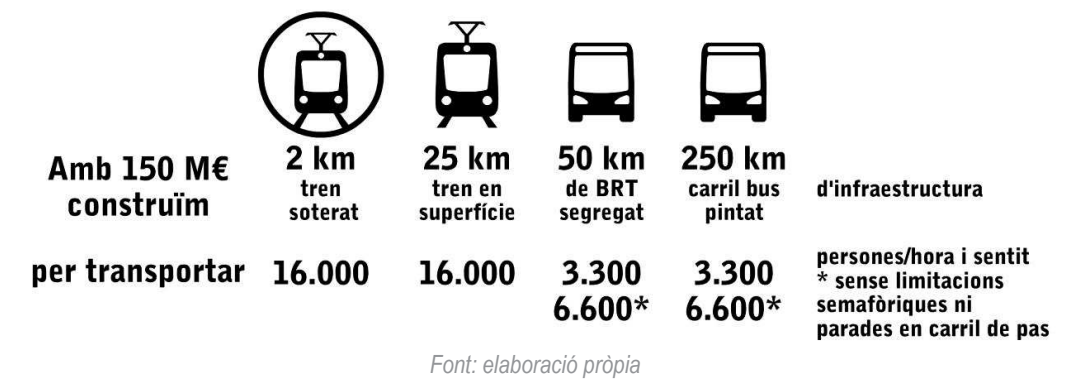 Amb 150 M€
construïm
2 km
tren
soterat
25 km
tren en
superfície
50 km
de BRT
segregat
250 km
carril bus
pintat
d'infraestructura
per transportar
16.000
16.000
3.300
6.600*
3.300
6.600*
persones/hora i sentit
* sense limitacions
semafòriques ni
parades en carril de pas
Font: elaboració pròpia